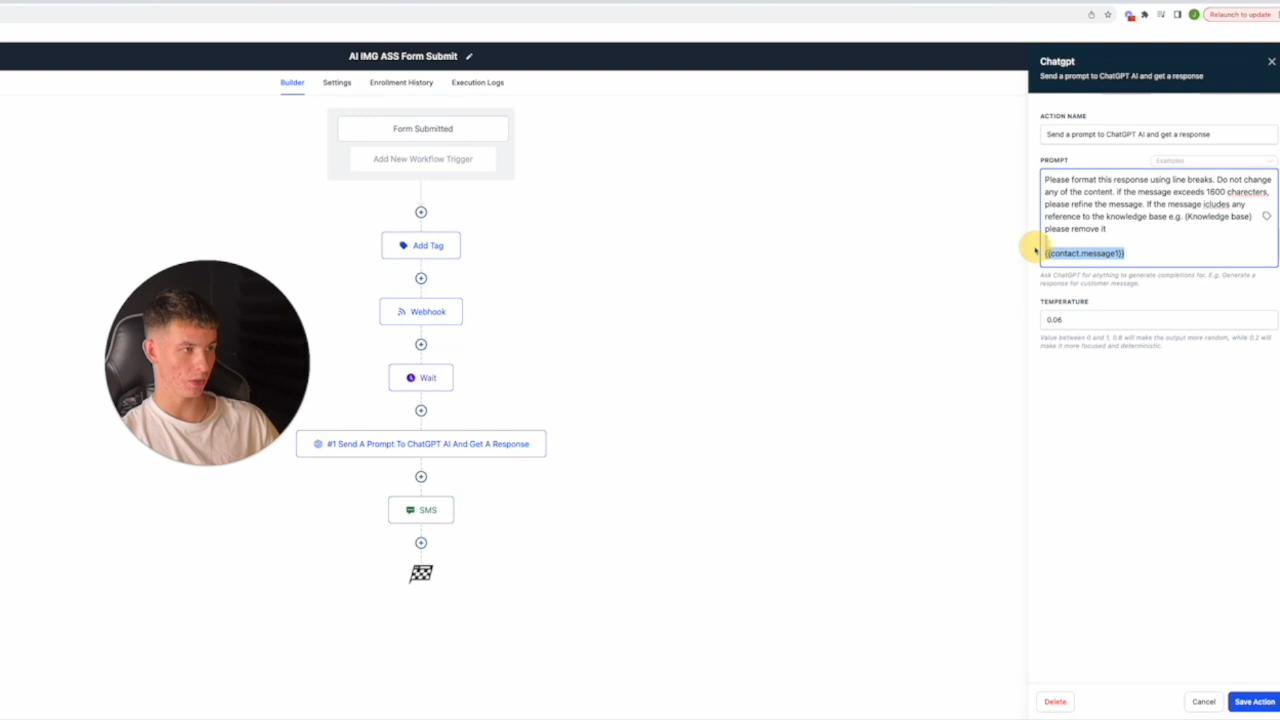 J
Relaunch to update
AI IMG ASS Form Submit
Builder
Settings
Enrollment History
Execution Logs
Form Submitted
Add New Workflow Trigger
Add Tag
Webhook
Wait
#1 Send A Prompt To ChatGPT AI And Get A Response
SMS
Chatgpt
Send a prompt to ChatGPT AI and get a response
ACTION NAME
Send a prompt to ChatGPT AI and get a response
PROMPT
Examples
Please format this response using line breaks. Do not change
any of the content. if the message exceeds 1600 charecters,
please refine the message. If the message icludes any
reference to the knowledge base e.g. (Knowledge base)
please remove it
{{contact.message1}}
Ask ChatGPT for anything to generate completions for. E.g. Generate a
response for customer message.
TEMPERATURE
0.06
Value between 0 and 1, 0.8 will make the output more random, while 0.2 will
make it more focused and deterministic.
Delete
Cancel
Save Action